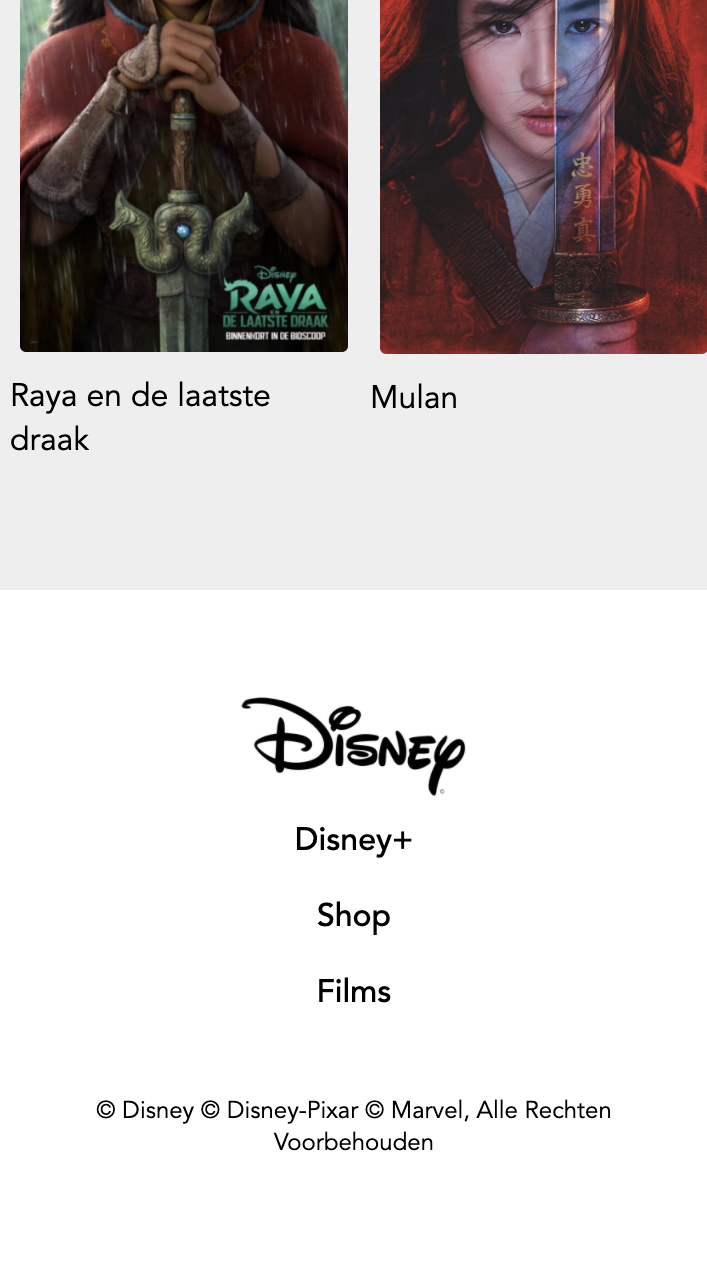 忠
勇
真
Disney
RAYA
EN
DE LAATSTE DRAAK
BINNENKORT IN DE BIOSCOOP
Raya en de laatste
draak
Mulan
Disney
Disney+
Shop
Films
© Disney © Disney-Pixar © Marvel, Alle Rechten
Voorbehouden